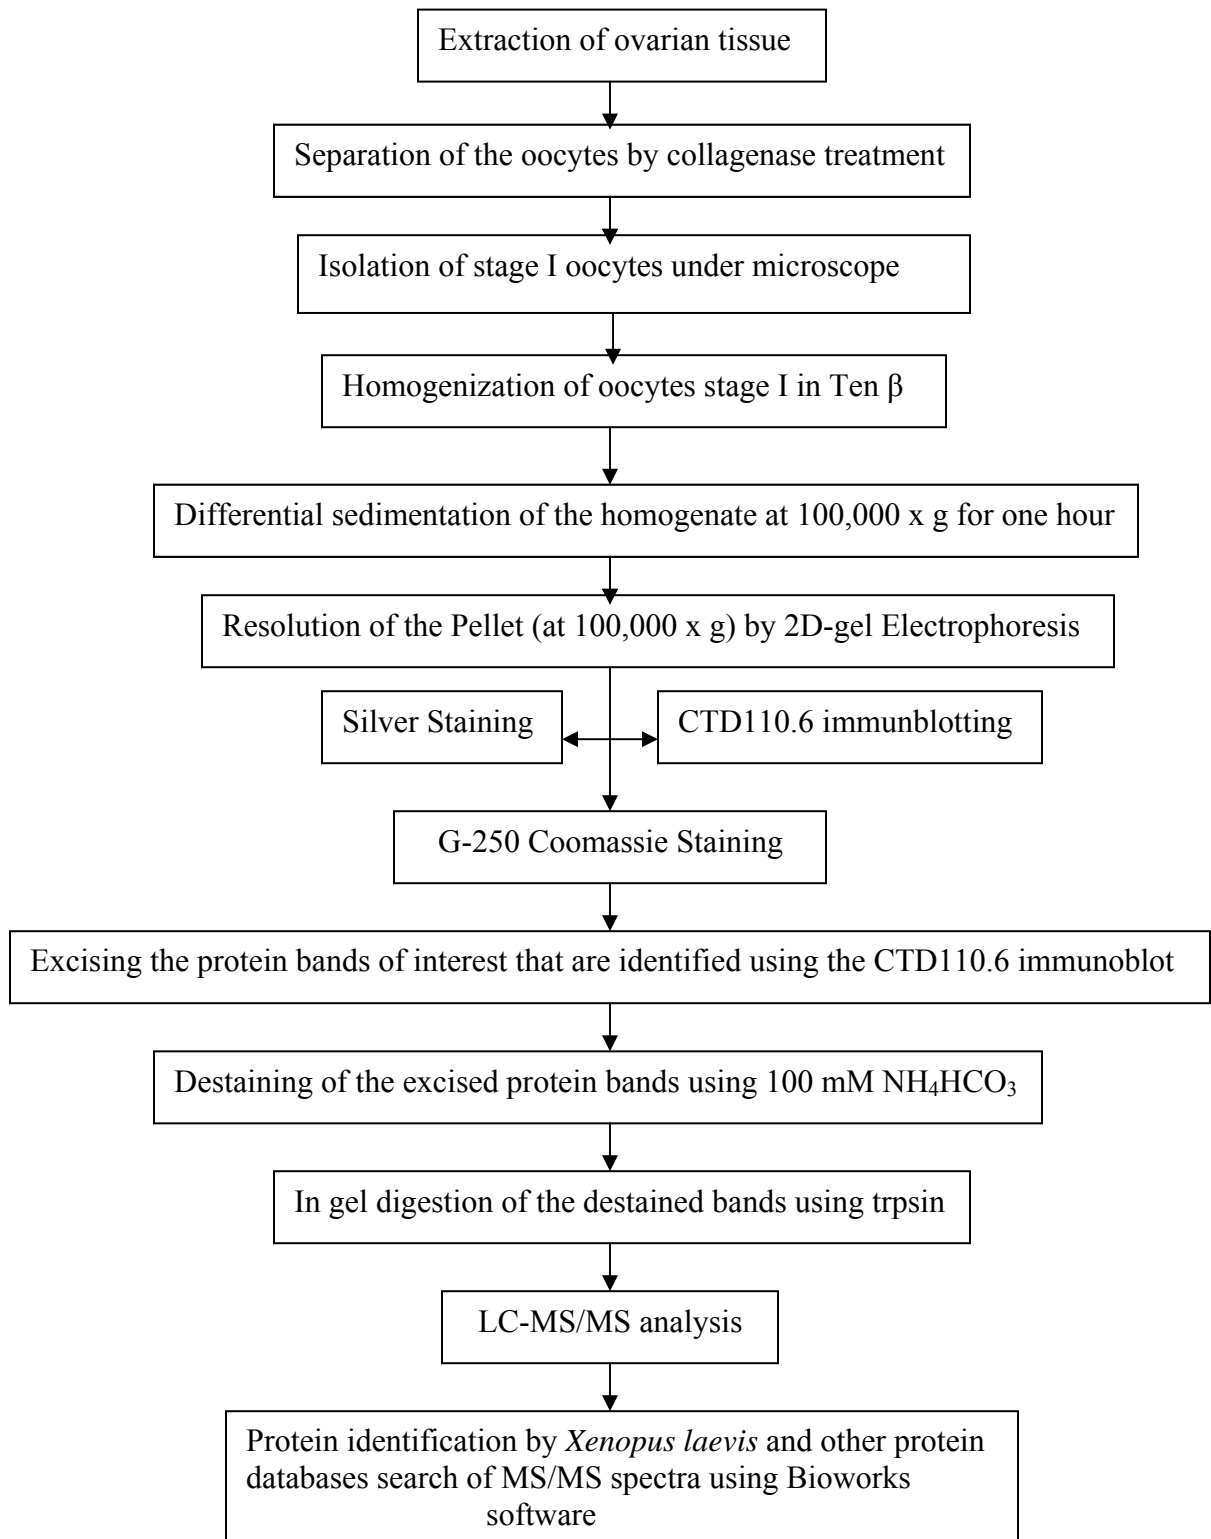 Extraction of ovarian tissue
Separation of the oocytes by collagenase treatment
Isolation of stage I oocytes under microscope
Homogenization of oocytes stage I in Ten β
Differential sedimentation of the homogenate at 100,000 x g for one hour
Resolution of the Pellet (at 100,000 x g) by 2D-gel Electrophoresis
Silver Staining
CTD110.6 immunblotting
G-250 Coomassie Staining
Excising the protein bands of interest that are identified using the CTD110.6 immunoblot
Destaining of the excised protein bands using 100 mM NH₄HCO₃
In gel digestion of the destained bands using trpsin
LC-MS/MS analysis
Protein identification by Xenopus laevis and other protein
databases search of MS/MS spectra using Bioworks
software